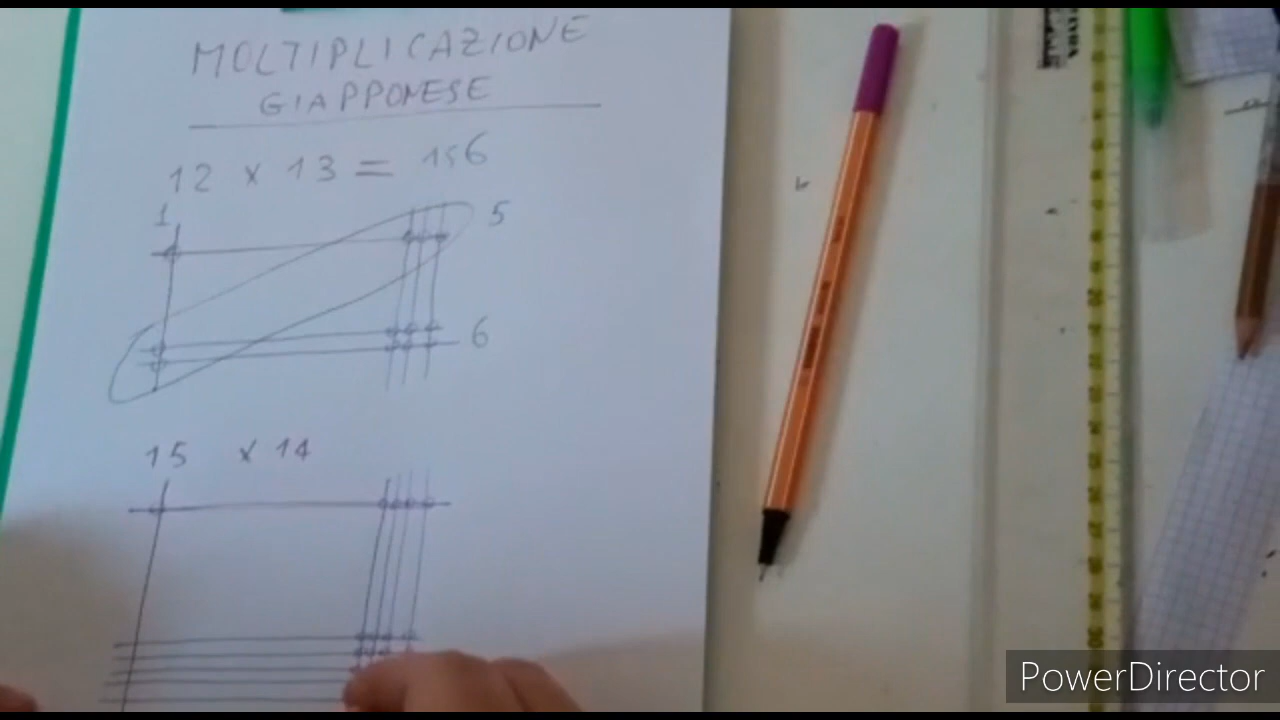 MOLTIPLICAZIONE
GIAPPONESE
12 x 13 = 156
1
5
6
15 x 14
PowerDirector